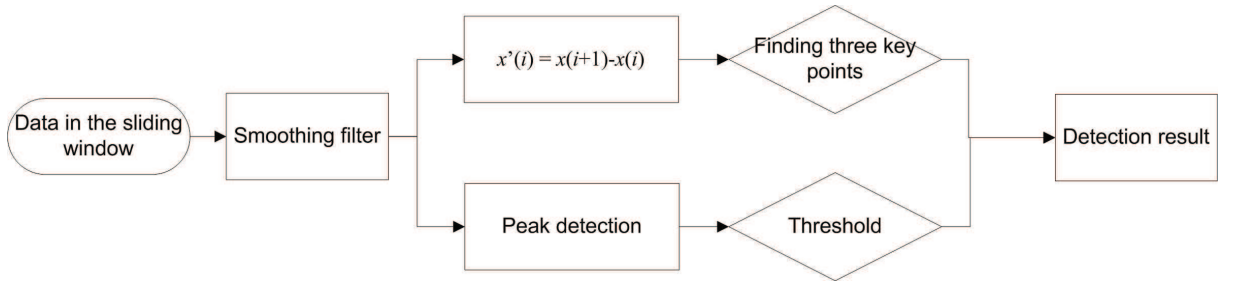 Data in the sliding
window
Smoothing filter
x’(i) = x(i+1)-x(i)
Finding three key
points
Peak detection
Threshold
Detection result